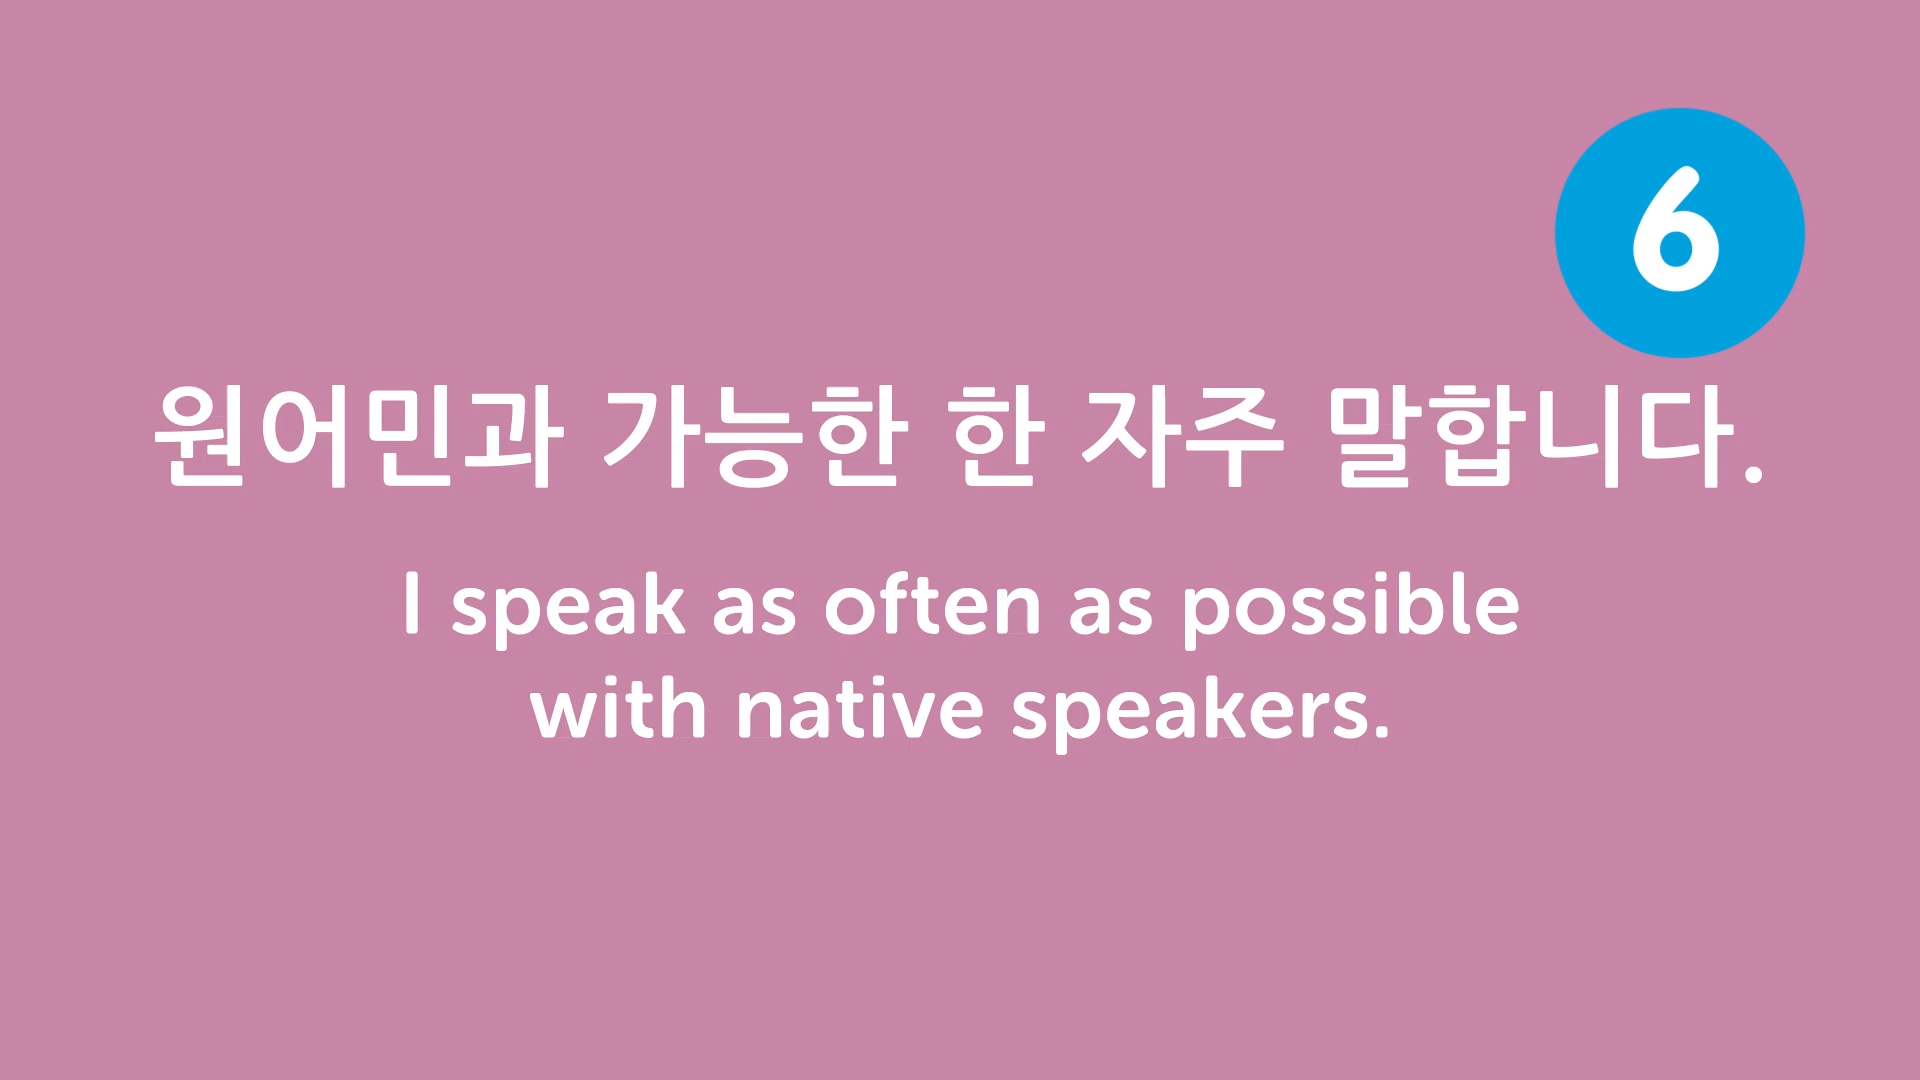 6
원어민과 가능한 한 자주 말합니다.
I speak as often as possible
with native speakers.